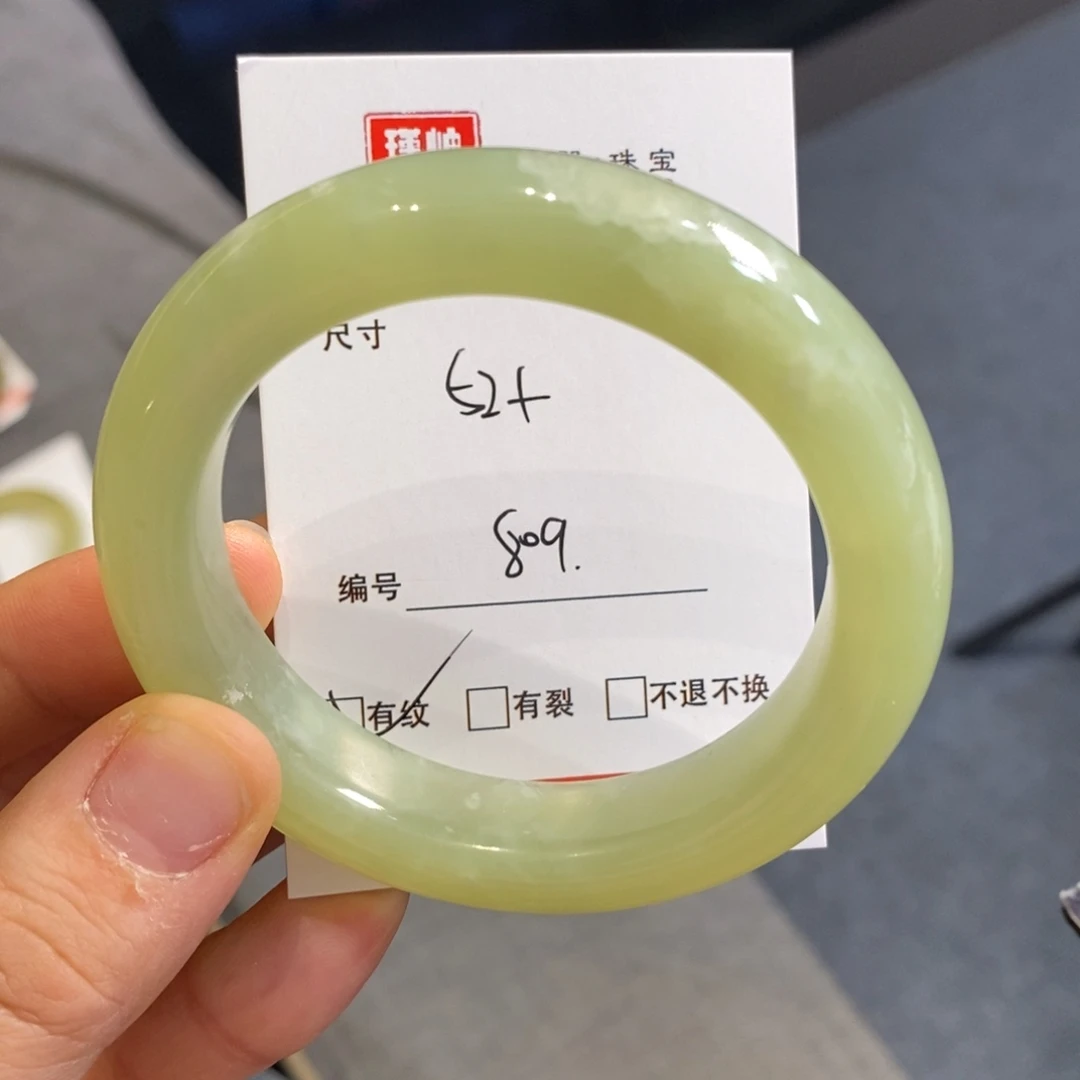 珠宝
尺寸
52+
编号 809.
有纹 有裂 不退不换